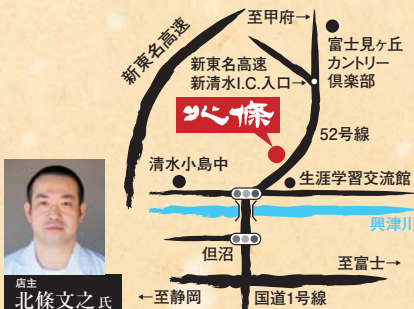 至甲府→
新東名高速
富士見ヶ丘
カントリー
倶楽部
新東名高速
新清水I.C.入口→
北條
52号線
清水小島中
生涯学習交流館
興津川
但沼
至富士→
店主
北條文之氏
←至静岡
国道1号線